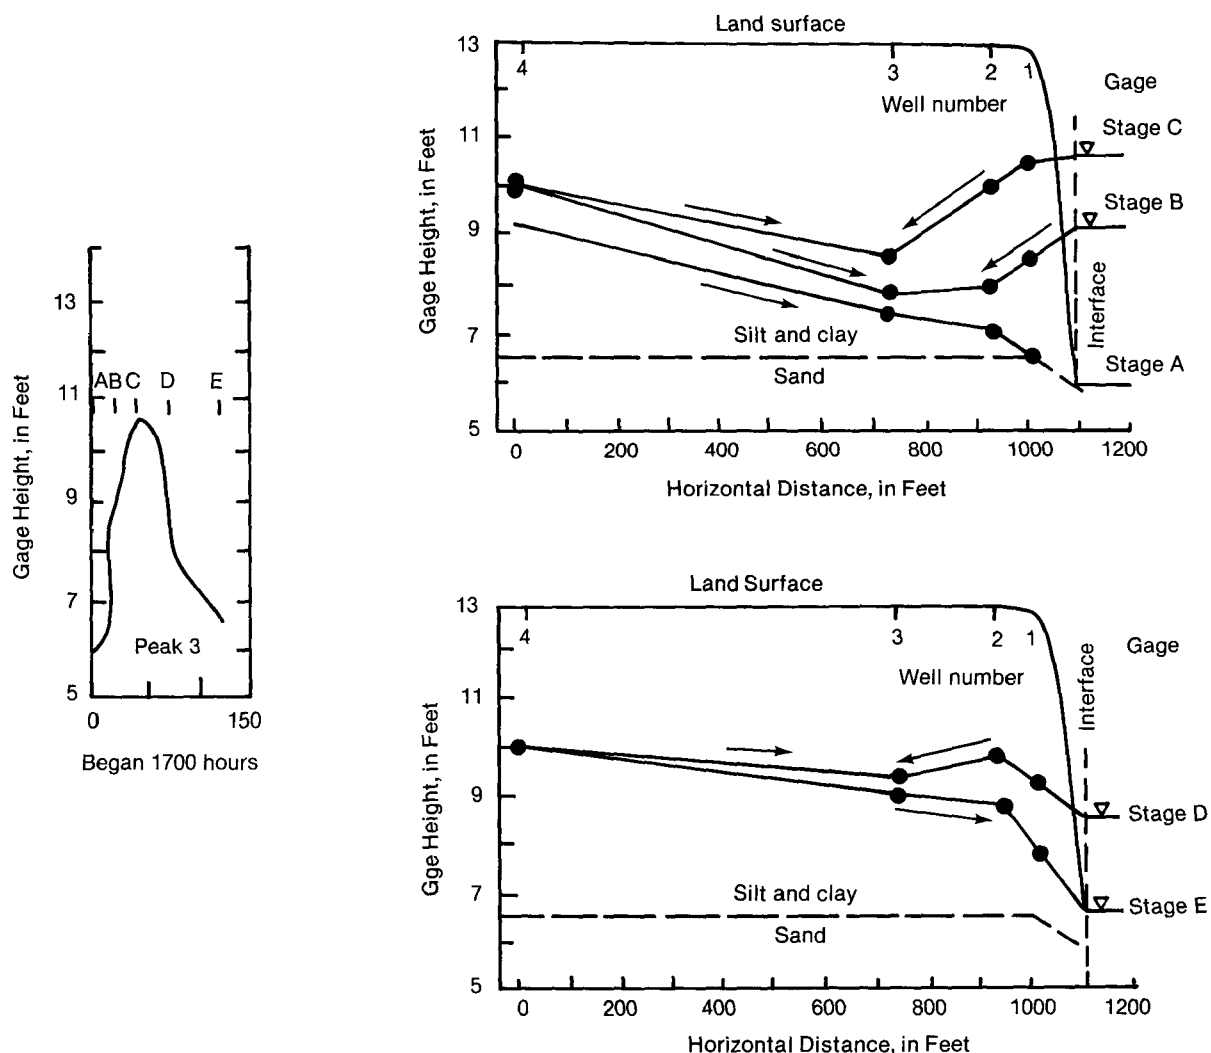 Gage Height, in Feet
13
11
9
7
5
A B C D E
Peak 3
0 150
Began 1700 hours
Land surface
13
11
9
7
5
Gage Height, in Feet
4 3 2 1
Well number
Gage
Stage C
Stage B
Interface
Stage A
Silt and clay
Sand
0 200 400 600 800 1000 1200
Horizontal Distance, in Feet
Land Surface
13
11
9
7
5
Gge Height, in Feet
4 3 2 1
Well number
Gage
Interface
Stage D
Stage E
Silt and clay
Sand
0 200 400 600 800 1000 1200
Horizontal Distance, in Feet